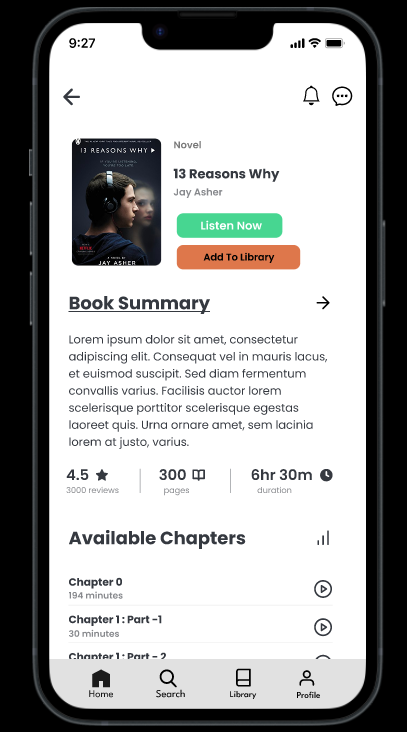 9:27
13 REASONS WHY
JAY ASHER
Novel
13 Reasons Why
Jay Asher
Listen Now
Add To Library
Book Summary
Lorem ipsum dolor sit amet, consectetur
adipiscing elit. Consequat vel in mauris lacus,
et euismod suscipit. Sed diam fermentum
convallis varius. Facilisis auctor lorem
scelerisque porttitor scelerisque egestas
laoreet quis. Urna ornare amet, sem lacinia
lorem at justo, varius.
4.5 300 6hr 30m
3000 reviews pages duration
Available Chapters
Chapter 0
194 minutes
Chapter 1 : Part -1
30 minutes
Chapter 1 : Part - 2
Home Search Library Profile